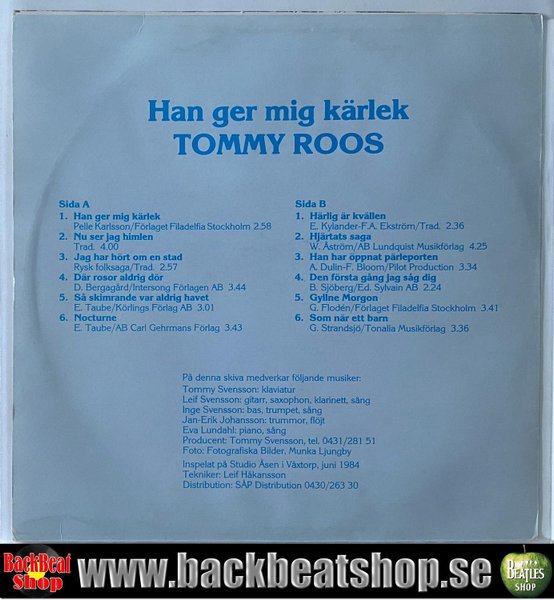 Han ger mig kärlek
TOMMY ROOS
Sida A
1. Han ger mig kärlek
Pelle Karlsson/Förlaget Filadelfia Stockholm 2.58
2. Nu ser jag himlen
Trad. 4.00
3. Jag har hört om en stad
Rysk folksaga/Trad. 2.57
4. Där rosor aldrig dör
D. Bergagård/Intersong Förlagen AB 3.44
5. Så skimrande var aldrig havet
E. Taube/Körlings Förlag AB 3.01
6. Nocturne
E. Taube/AB Carl Gehrmans Förlag 3.43
Sida B
1. Härlig är kvällen
E. Kylander-F.A. Ekström/Trad. 2.36
2. Hjärtats saga
W. Åström/AB Lundquist Musikförlag 4.25
3. Han har öppnat pärleporten
A. Dulin-F. Bloom/Pilot Production 3.34
4. Den första gång jag såg dig
B. Sjöberg/Ed. Sylvain AB 2.24
5. Gyllne Morgon
G. Flodén/Förlaget Filadelfia Stockholm 3.41
6. Som när ett barn
G. Strandsjö/Tonalia Musikförlag 3.36
På denna skiva medverkar följande musiker:
Tommy Svensson: klaviatur
Leif Svensson: gitarr, saxophon, klarinett, sång
Inge Svensson: bas, trumpet, sång
Jan-Erik Johansson: trummor, flöjt
Eva Lundahl: piano, sång
Producent: Tommy Svensson, tel. 0431/281 51
Foto: Fotografiska Bilder, Munka Ljungby
Inspelat på Studio Åsen i Våxtorp, juni 1984
Tekniker: Leif Håkansson
Distribution: SÅP Distribution 0430/263 30
BackBeat
Shop
www.backbeatshop.se
BEATLES
SHOP